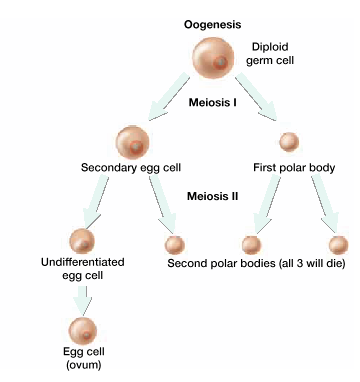 Oogenesis
Diploid
germ cell
Meiosis I
Secondary egg cell
First polar body
Meiosis II
Undifferentiated
egg cell
Second polar bodies (all 3 will die)
Egg cell
(ovum)